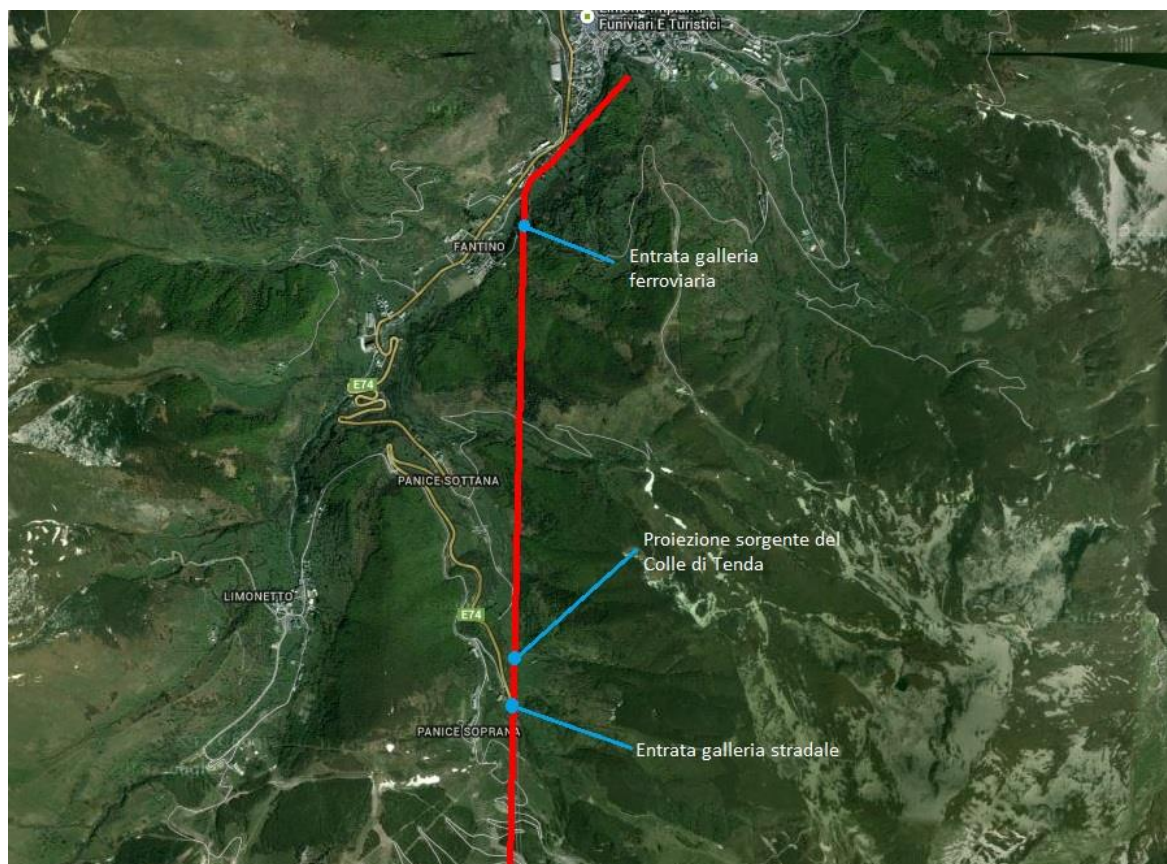 Limone Impianti
Funiviari E Turistici
FANTINO
Entrata galleria
ferroviaria
E74
PANICE SOTTANA
Proiezione sorgente del
Colle di Tenda
LIMONETTO
E74
PANICE SOPRANA
Entrata galleria stradale